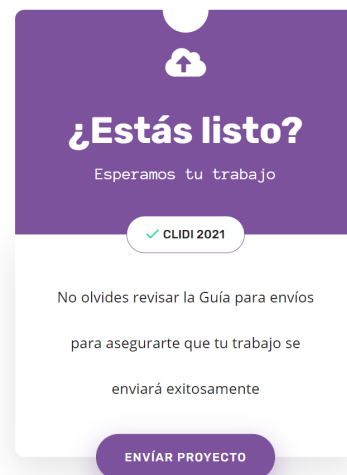 ¿Estás listo?
Esperamos tu trabajo
CLIDI 2021
No olvides revisar la Guía para envíos
para asegurarte que tu trabajo se
enviará exitosamente
ENVÍAR PROYECTO